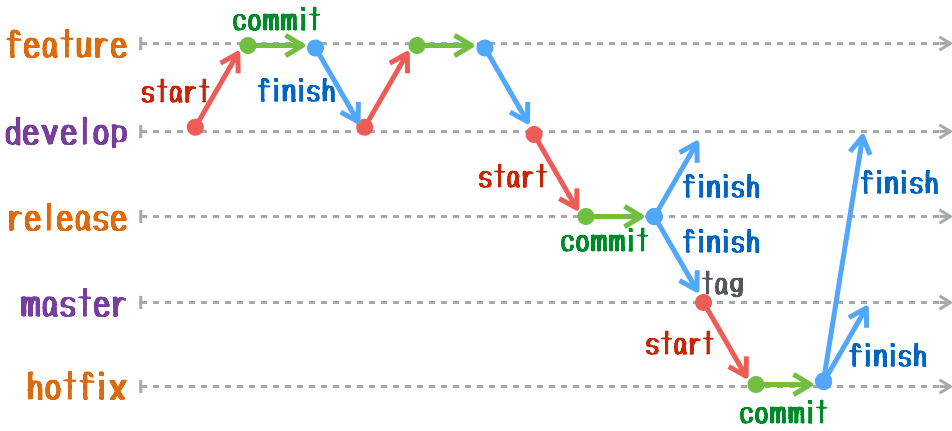 commit
feature
start
finish
develop
start
finish
finish
release
commit
finish
tag
master
start
finish
hotfix
commit